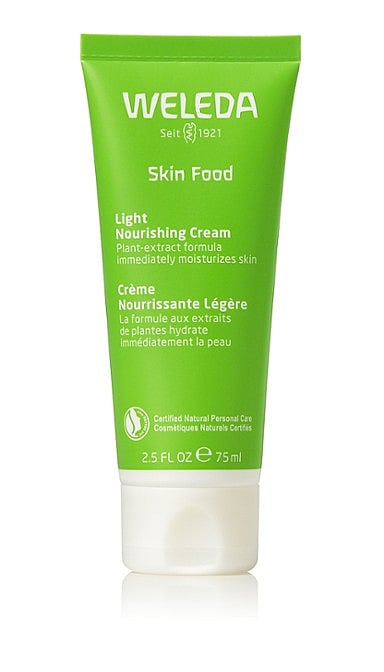 WELEDA
Seit 1921
Skin Food
Light
Nourishing Cream
Plant-extract formula
immediately moisturizes skin
Crème
Nourrissante Légère
La formule aux extraits
de plantes hydrate
immédiatement la peau
Certified Natural Personal Care
Cosmétiques Naturels Certifiés
2.5 FL OZ ℮ 75 ml